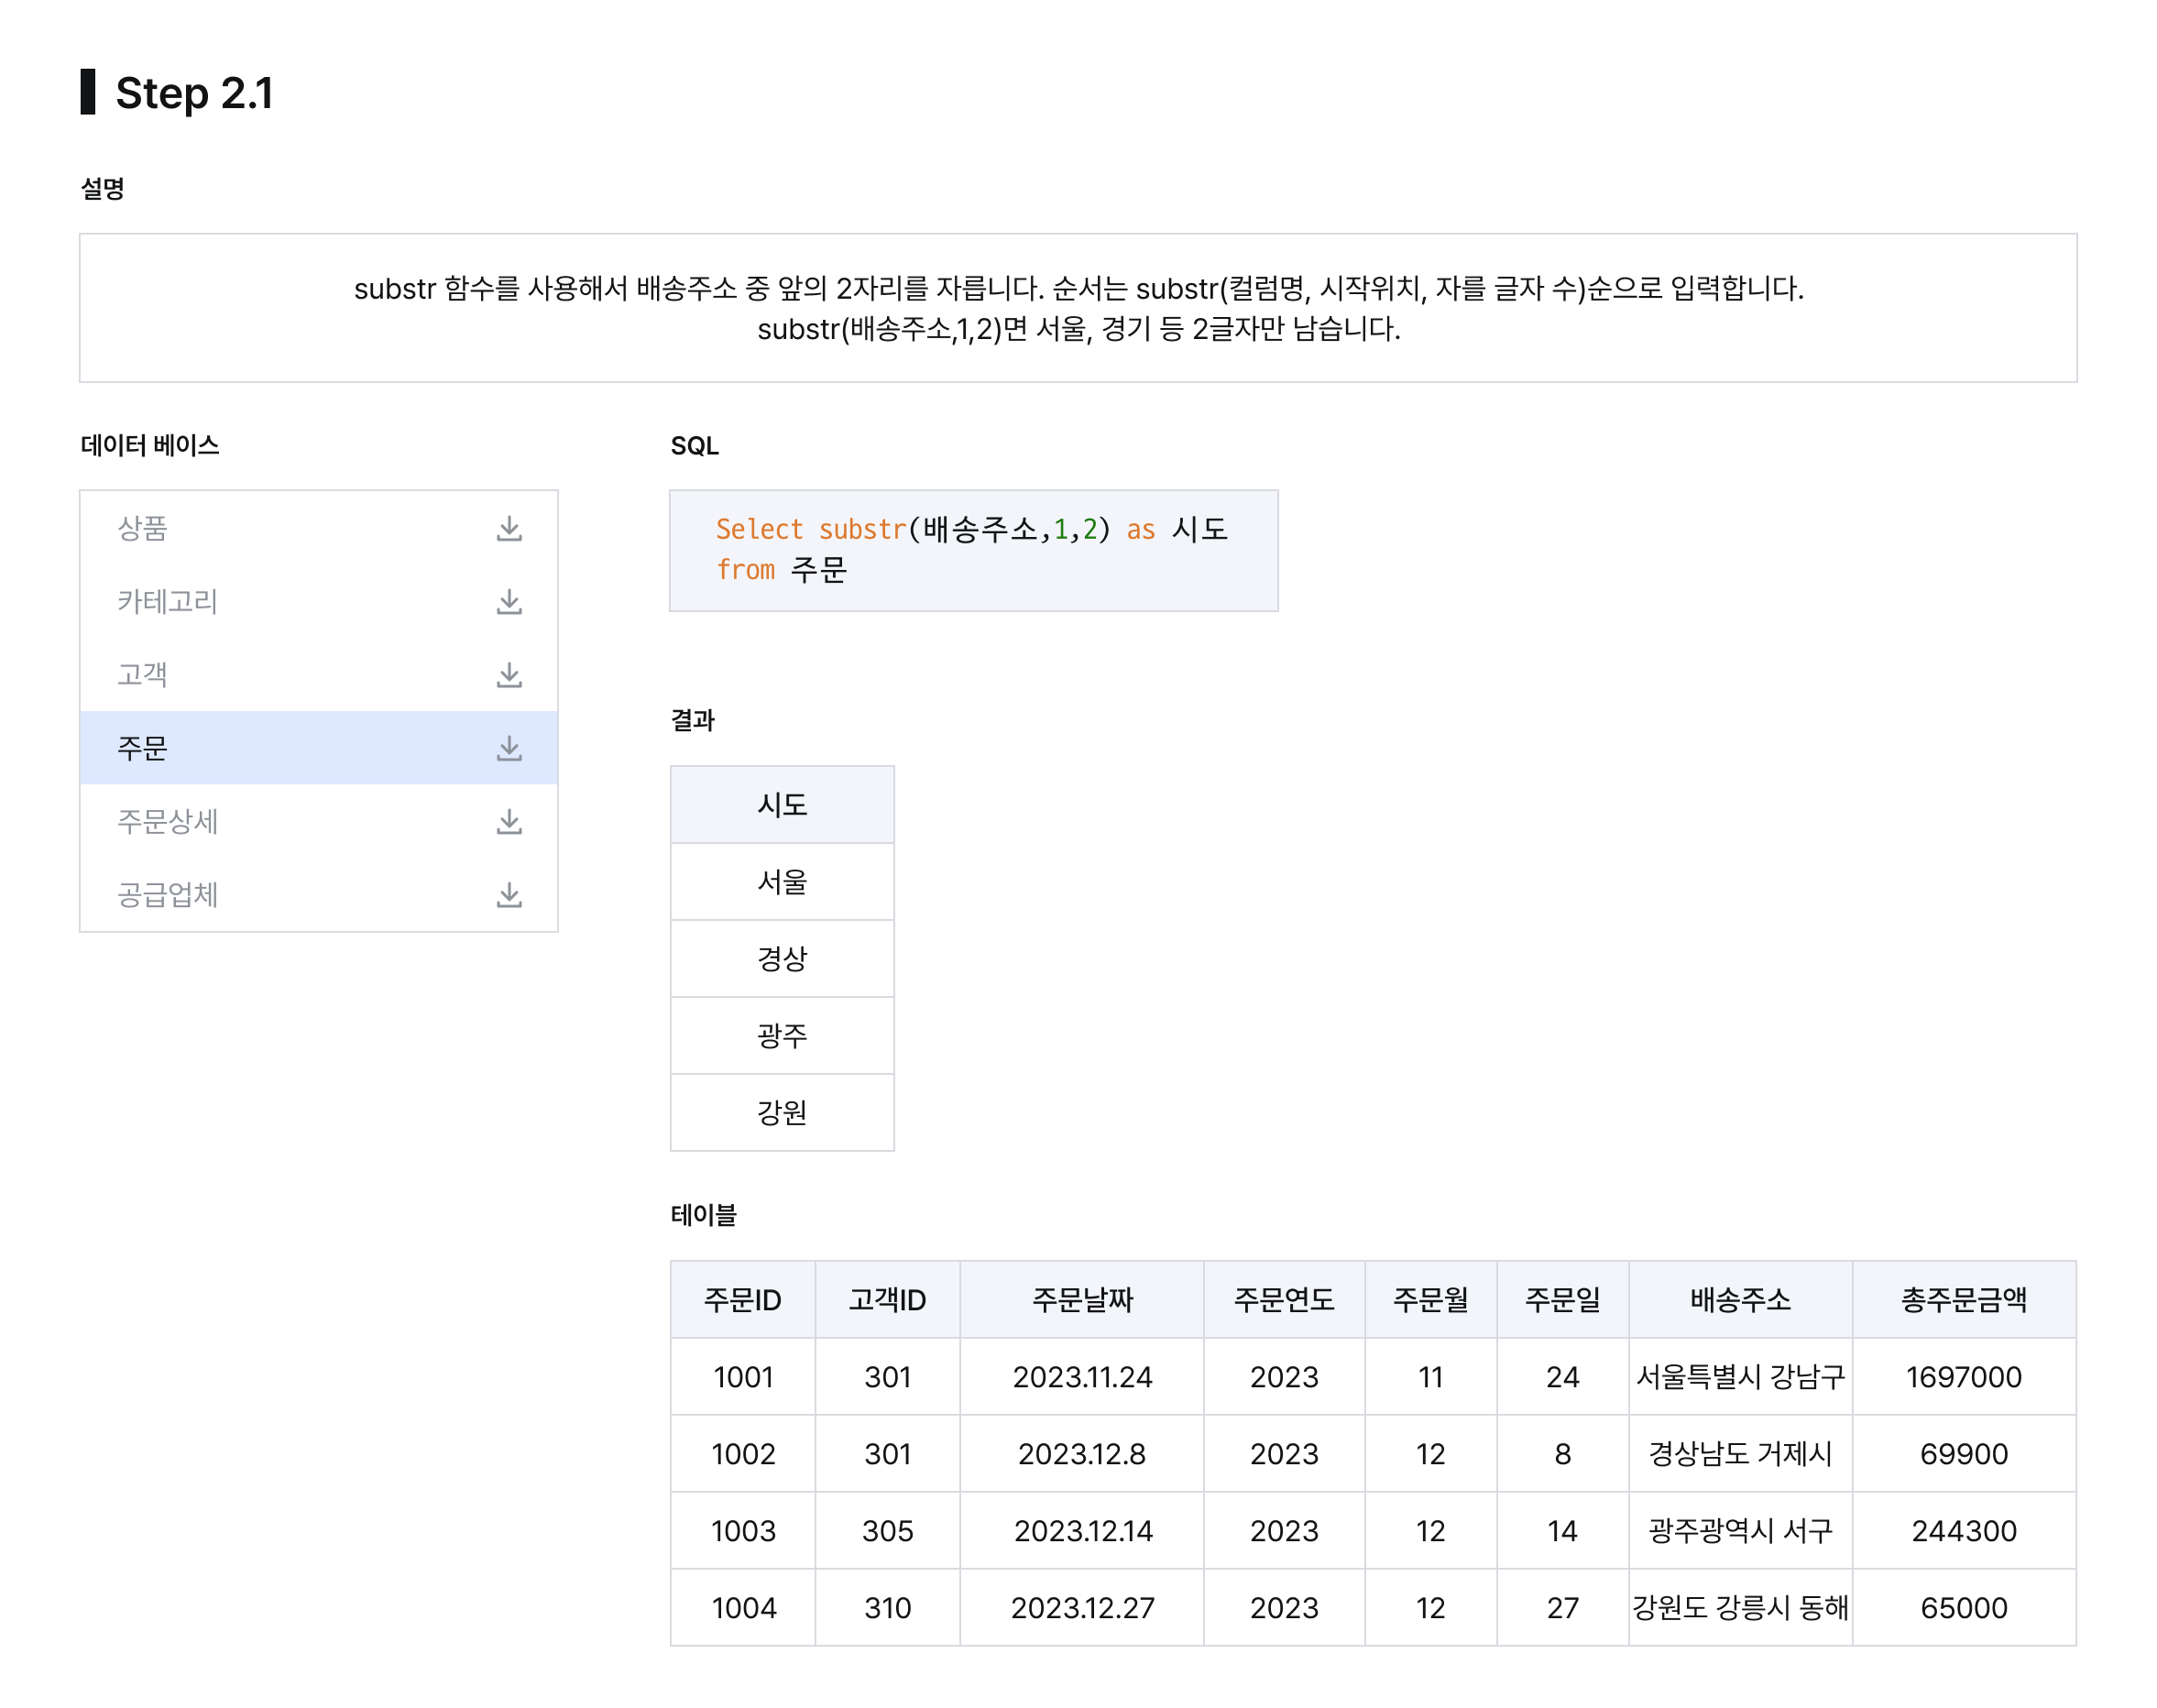 Step 2.1
설명
substr 함수를 사용해서 배송주소 중 앞의 2자리를 자릅니다. 순서는 substr(컬럼명, 시작위치, 자를 글자 수)순으로 입력합니다.
substr(배송주소,1,2)면 서울, 경기 등 2글자만 남습니다.
데이터 베이스
상품
카테고리
고객
주문
주문상세
공급업체
SQL
Select substr(배송주소,1,2) as 시도
from 주문
결과
시도
서울
경상
광주
강원
테이블
주문ID 고객ID 주문날짜 주문연도 주문월 주문일 배송주소 총주문금액
1001 301 2023.11.24 2023 11 24 서울특별시 강남구 1697000
1002 301 2023.12.8 2023 12 8 경상남도 거제시 69900
1003 305 2023.12.14 2023 12 14 광주광역시 서구 244300
1004 310 2023.12.27 2023 12 27 강원도 강릉시 동해 65000